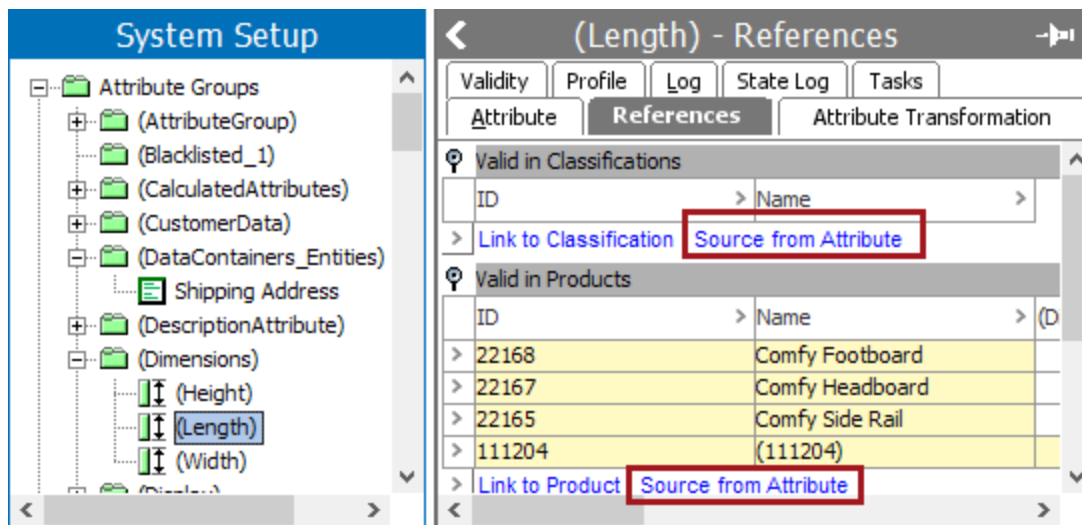 System Setup
Attribute Groups
(AttributeGroup)
(Blacklisted_1)
(CalculatedAttributes)
(CustomerData)
(DataContainers_Entities)
Shipping Address
(DescriptionAttribute)
(Dimensions)
(Height)
(Length)
(Width)
(Display)
(Length) - References
Validity Profile Log State Log Tasks
Attribute References Attribute Transformation
Valid in Classifications
ID > Name >
> Link to Classification Source from Attribute
Valid in Products
ID > Name > (D
> 22168 Comfy Footboard
> 22167 Comfy Headboard
> 22165 Comfy Side Rail
> 111204 (111204)
> Link to Product Source from Attribute